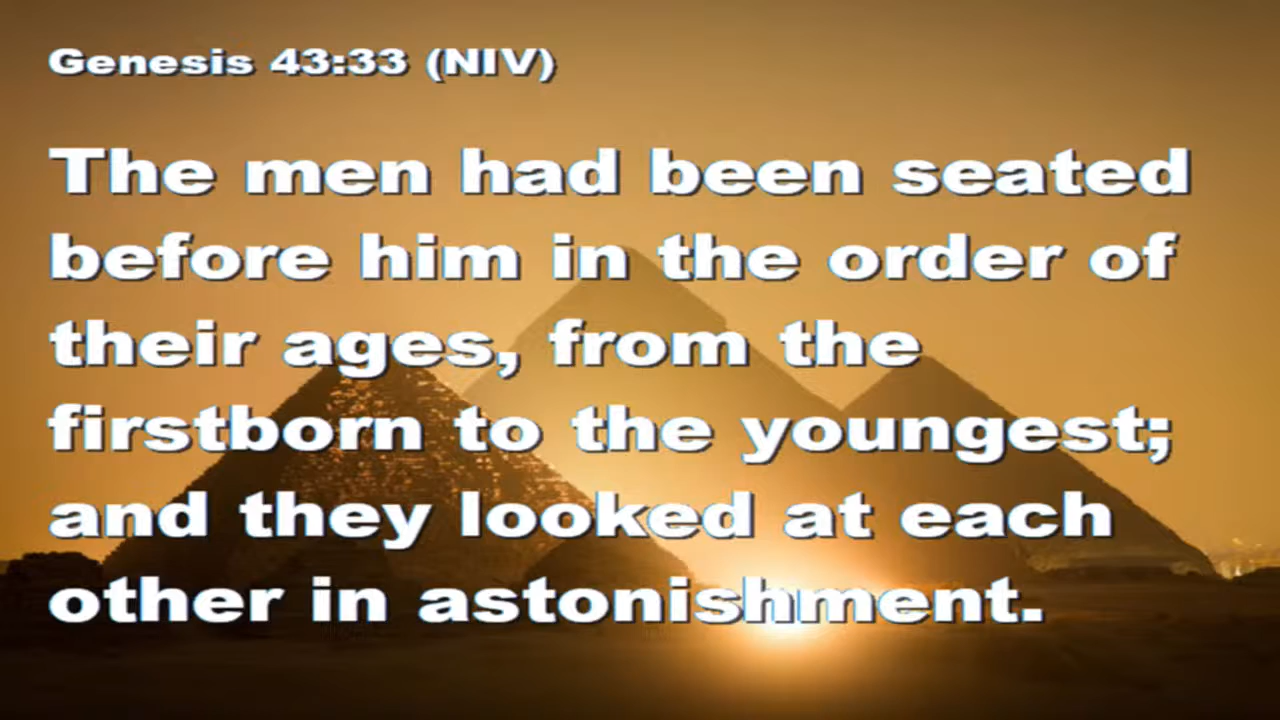 Genesis 43:33 (NIV)
The men had been seated
before him in the order of
their ages, from the
firstborn to the youngest;
and they looked at each
other in astonishment.